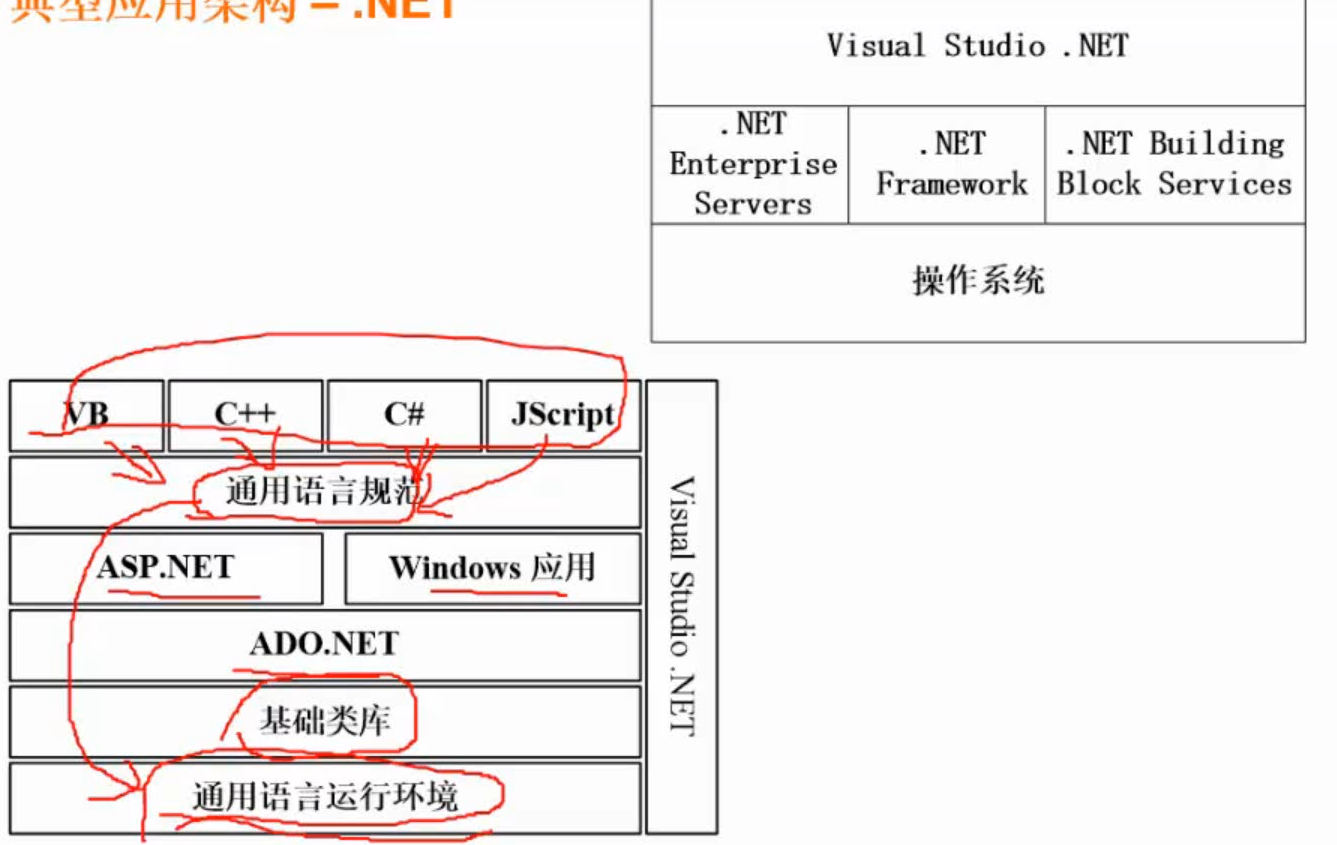 典型应用架构 – .NET
Visual Studio .NET
.NET
Enterprise
Servers
.NET
Framework
.NET Building
Block Services
操作系统
VB
C++
C#
JScript
通用语言规范
ASP.NET
Windows 应用
ADO.NET
基础类库
通用语言运行环境
Visual Studio .NET